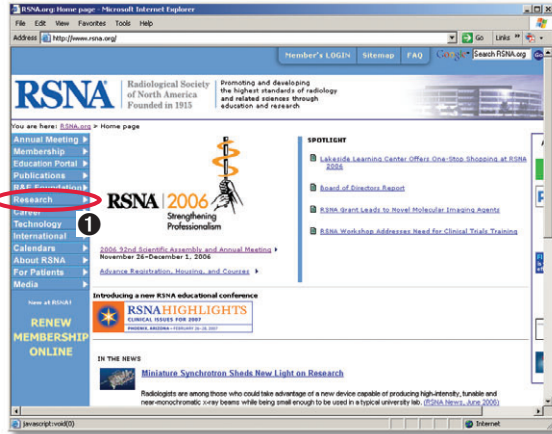 RSNA.org: Home page - Microsoft Internet Explorer
File Edit View Favorites Tools Help
Address http://www.rsna.org/ Go Links »
Member's LOGIN Sitemap FAQ Google Search RSNA.org Go
RSNA
Radiological Society
of North America
Founded in 1915
Promoting and developing
the highest standards of radiology
and related sciences through
education and research
You are here: RSNA.org > Home page
Annual Meeting
Membership
Education Portal
Publications
R&E Foundation
Research
Career
Technology
International
Calendars
About RSNA
For Patients
Media
1
New at RSNA!
RENEW
MEMBERSHIP
ONLINE
RSNA 2006
Strengthening
Professionalism
2006 92nd Scientific Assembly and Annual Meeting
November 26-December 1, 2006
Advance Registration, Housing, and Courses
SPOTLIGHT
Lakeside Learning Center Offers One-Stop Shopping at RSNA
2006
Board of Directors Report
RSNA Grant Leads to Novel Molecular Imaging Agents
RSNA Workshop Addresses Need for Clinical Trials Training
Introducing a new RSNA educational conference
RSNA HIGHLIGHTS
CLINICAL ISSUES FOR 2007
PHOENIX, ARIZONA • FEBRUARY 26-28, 2007
IN THE NEWS
Miniature Synchrotron Sheds New Light on Research
Radiologists are among those who could take advantage of a new device capable of producing high-intensity, tunable and
near-monochromatic x-ray beams while being small enough to be used in a typical university lab. (RSNA News, June 2006)
javascript:void(0) Internet